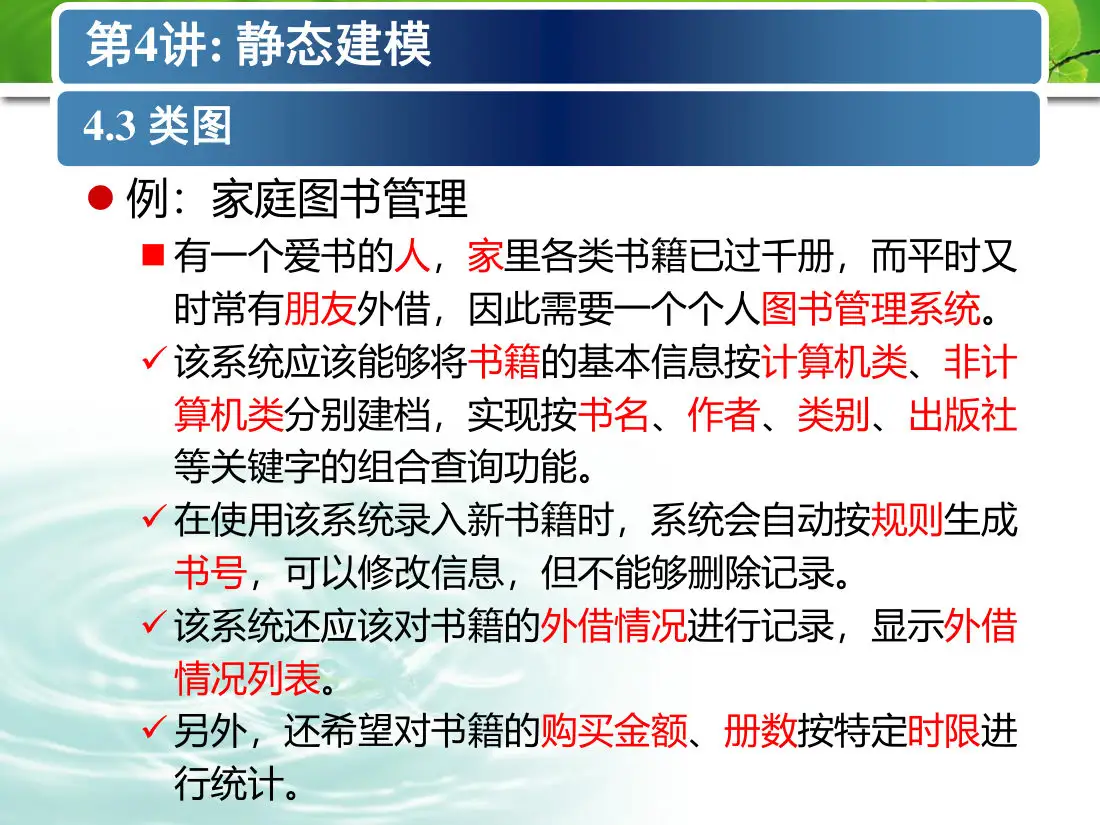 第4讲: 静态建模
4.3 类图
例：家庭图书管理
有一个爱书的人，家里各类书籍已过千册，而平时又
时常有朋友外借，因此需要一个个人图书管理系统。
该系统应该能够将书籍的基本信息按计算机类、非计
算机类分别建档，实现按书名、作者、类别、出版社
等关键字的组合查询功能。
在使用该系统录入新书籍时，系统会自动按规则生成
书号，可以修改信息，但不能够删除记录。
该系统还应该对书籍的外借情况进行记录，显示外借
情况列表。
另外，还希望对书籍的购买金额、册数按特定时限进
行统计。